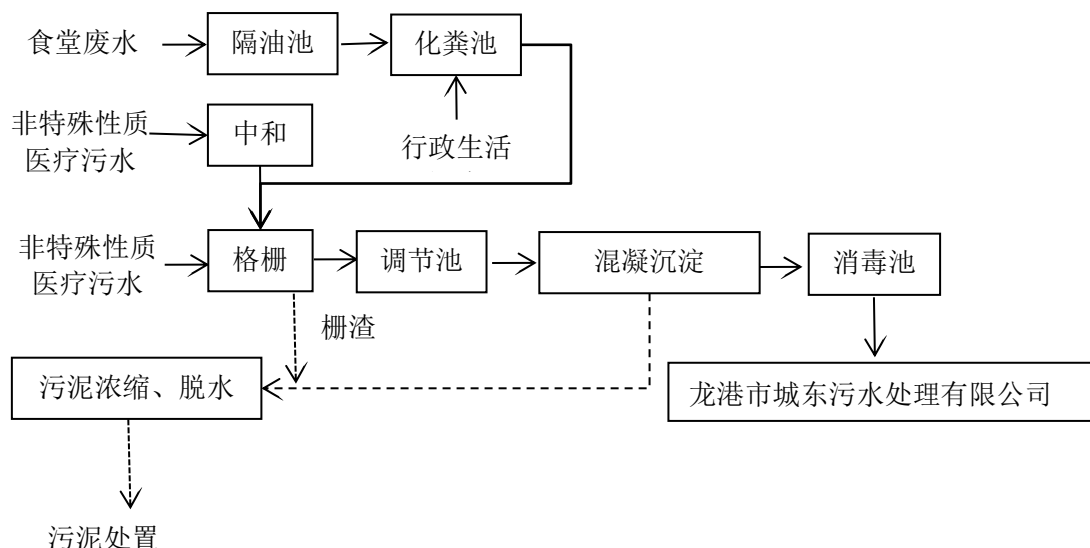 食堂废水
隔油池
化粪池
非特殊性质
医疗污水
中和
行政生活
非特殊性质
医疗污水
格栅
调节池
混凝沉淀
消毒池
栅渣
污泥浓缩、脱水
龙港市城东污水处理有限公司
污泥处置